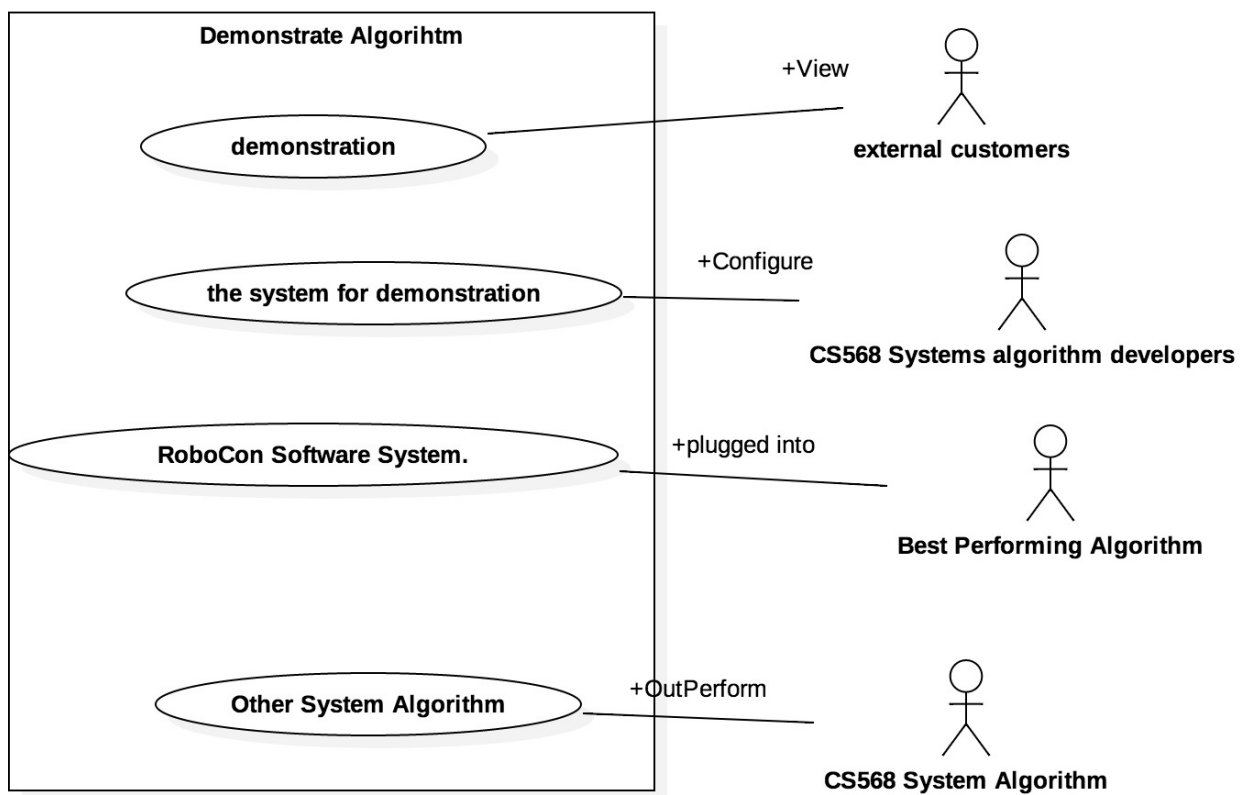 Demonstrate Algorihtm
+View
demonstration
external customers
+Configure
the system for demonstration
CS568 Systems algorithm developers
+plugged into
RoboCon Software System.
Best Performing Algorithm
+OutPerform
Other System Algorithm
CS568 System Algorithm